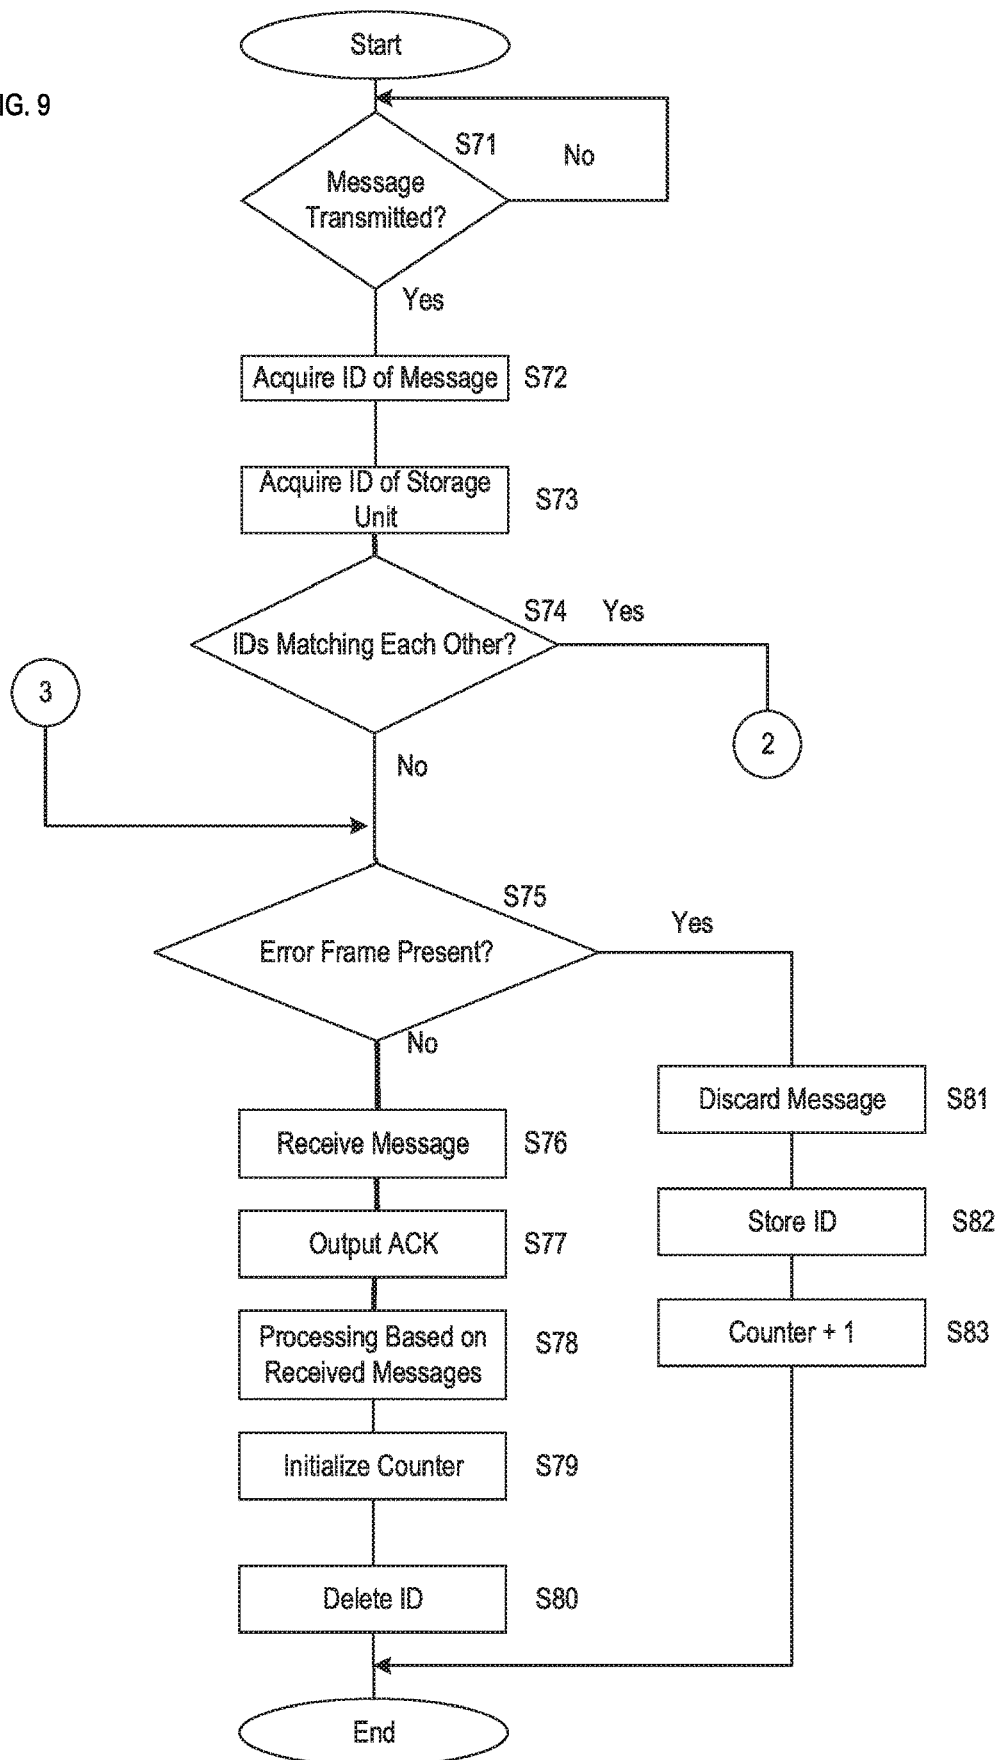 Start
IG. 9
S71
No
Message
Transmitted?
Yes
Acquire ID of Message
S72
Acquire ID of Storage
Unit
S73
S74
Yes
IDs Matching Each Other?
3
2
No
S75
Yes
Error Frame Present?
No
Discard Message
S81
Receive Message
S76
Store ID
S82
Output ACK
S77
Counter + 1
S83
Processing Based on
Received Messages
S78
Initialize Counter
S79
Delete ID
S80
End